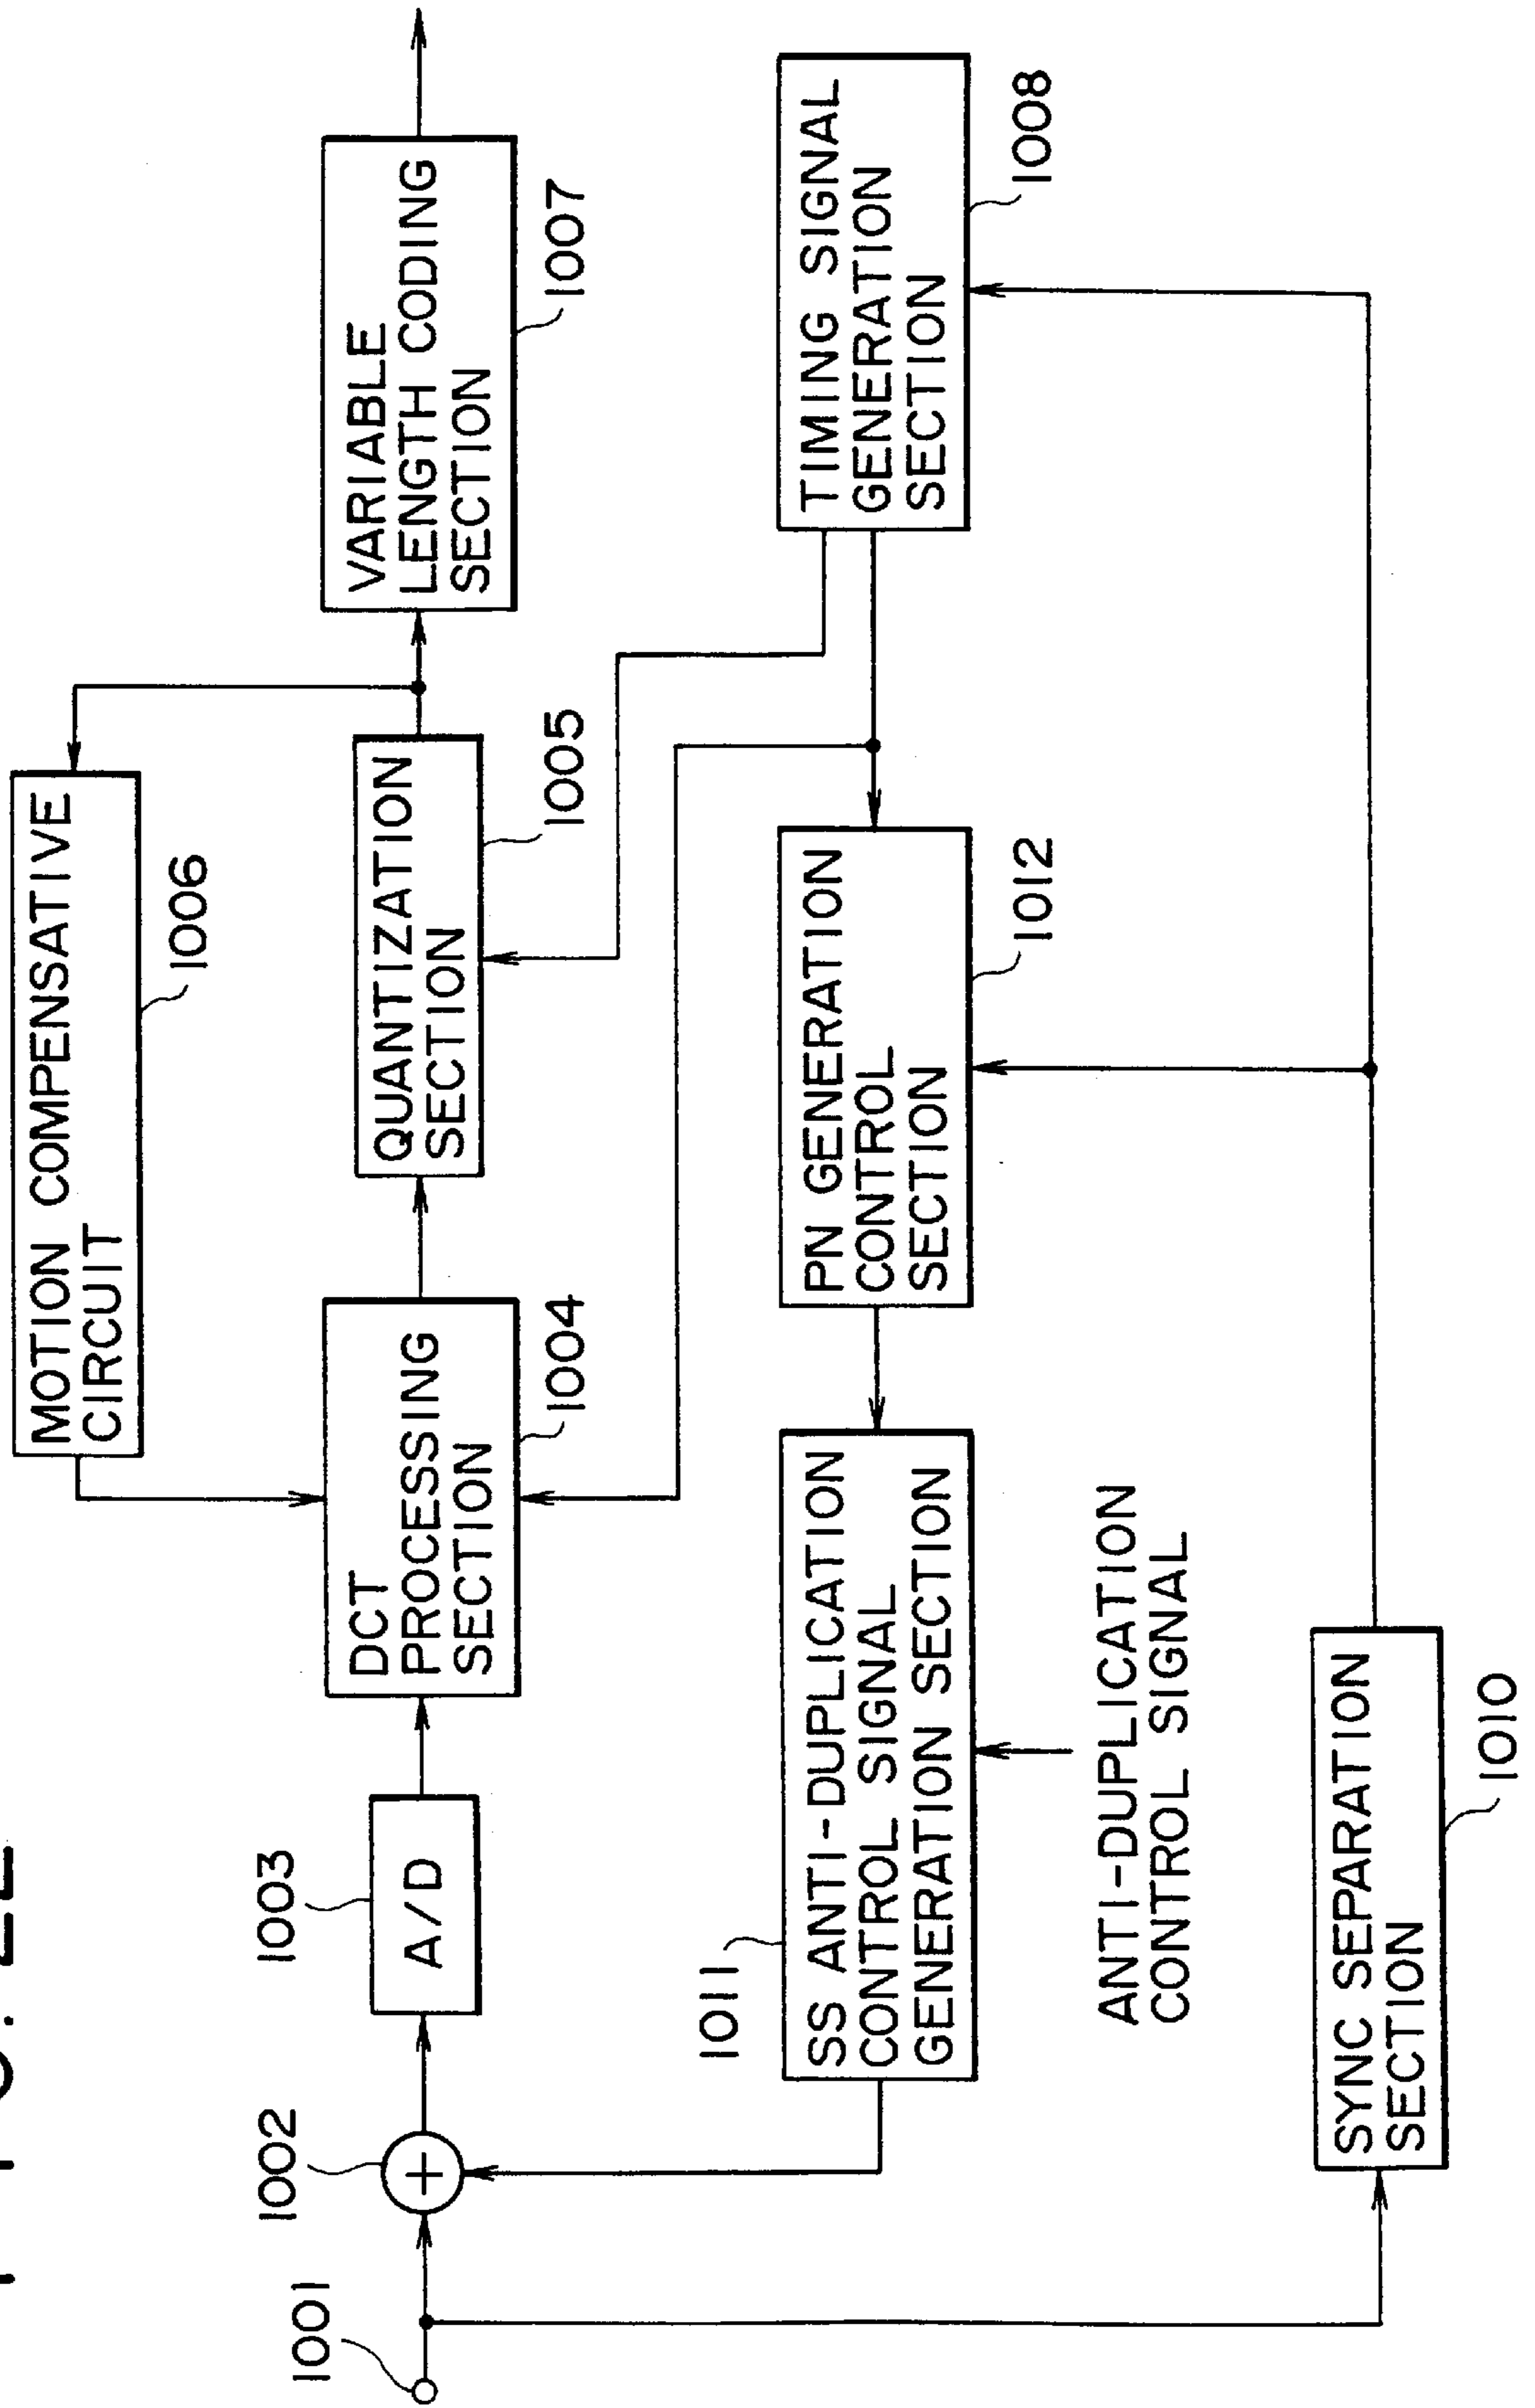 MOTION COMPENSATIVE
CIRCUIT
1006
1001
1002
1003
A/D
DCT
PROCESSING
SECTION
1004
QUANTIZATION
SECTION
1005
VARIABLE
LENGTH CODING
SECTION
1007
1011
SS ANTI-DUPLICATION
CONTROL SIGNAL
GENERATION SECTION
PN GENERATION
CONTROL
SECTION
1012
TIMING SIGNAL
GENERATION
SECTION
1008
ANTI-DUPLICATION
CONTROL SIGNAL
SYNC SEPARATION
SECTION
1010